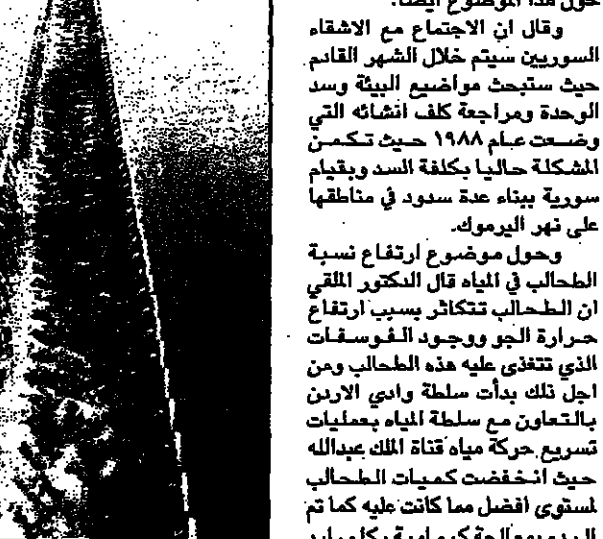 حول هذا الموضوع ايضا.
وقال ان الاجتماع مع الاشقاء
السوريين سيتم خلال الشهر القادم
حيث ستبحث مواضيع البيئة وسد
الوحدة ومراجعة كلف انشائه التي
وضعت عام ١٩٨٨ حيث تكمن
المشكلة حاليا بكلفة السد وبقيام
سورية ببناء عدة سدود في مناطقها
على نهر اليرموك.
وحول موضوع ارتفاع نسبة
الطحالب في المياه قال الدكتور الملقي
ان الطحالب تتكاثر بسبب ارتفاع
حرارة الجو ووجود الفوسفات
الذي تتغذى عليه هذه الطحالب ومن
اجل ذلك بدأت سلطة وادي الاردن
بالتعاون مع سلطة المياه بعمليات
تسريع حركة مياه قناة الملك عبدالله
حيث انخفضت كميات الطحالب
لمستوى افضل مما كانت عليه كما تم